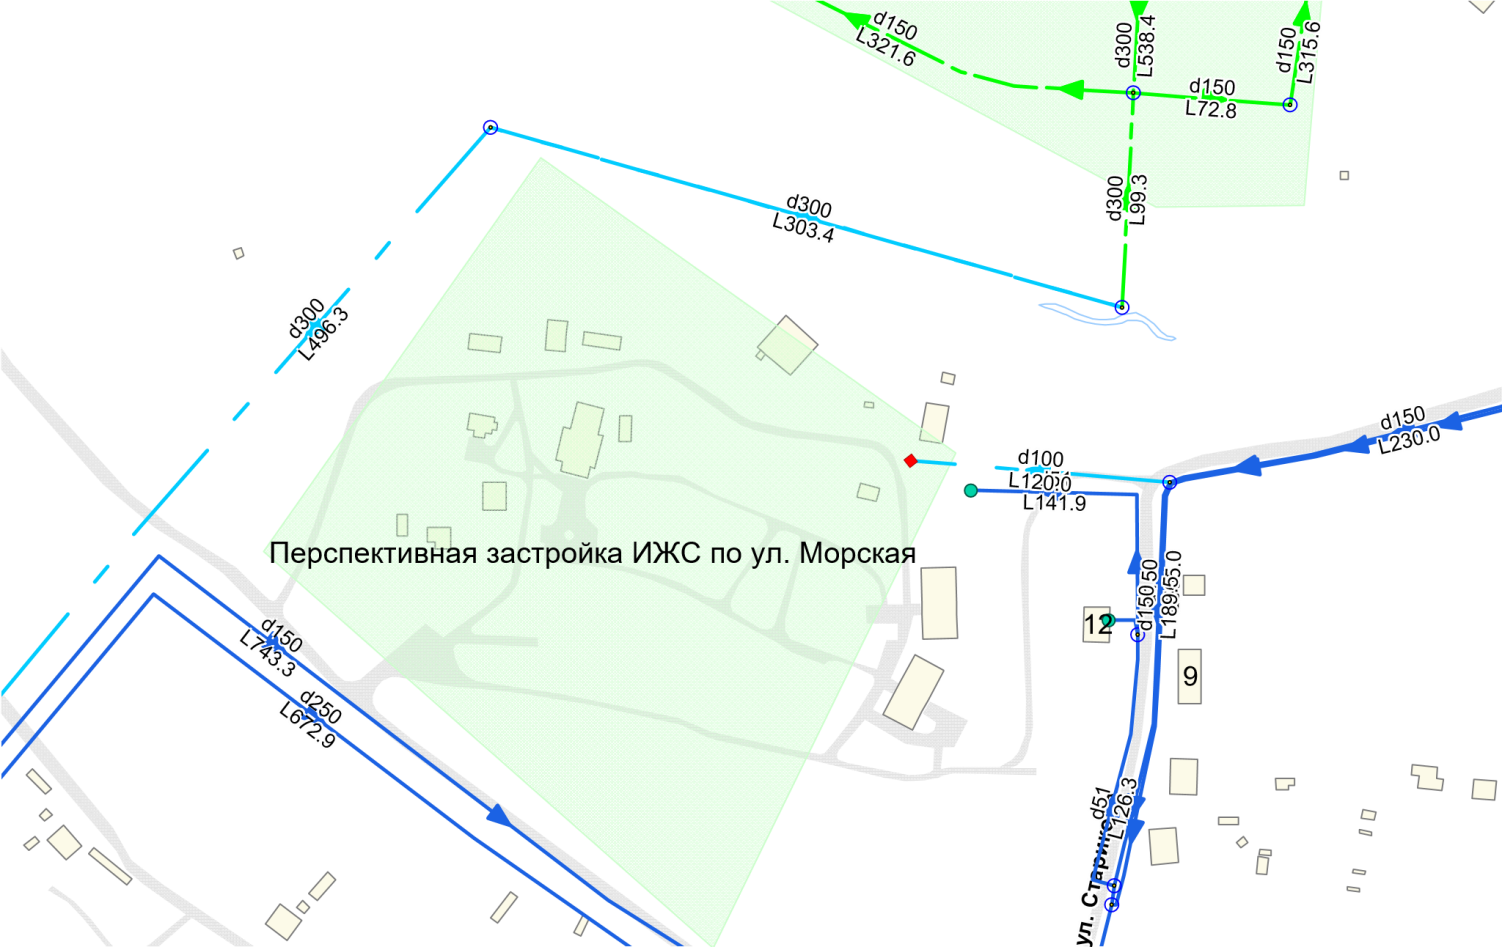 d150
L321.6
d300
L538.4
d150
L315.6
d150
L72.8
d300
L99.3
d300
L303.4
d300
L496.3
d150
L230.0
d100
L120.0
L141.9
Перспективная застройка ИЖС по ул. Морская
d150
L743.3
d250
L672.9
12
9
d51
L126.3